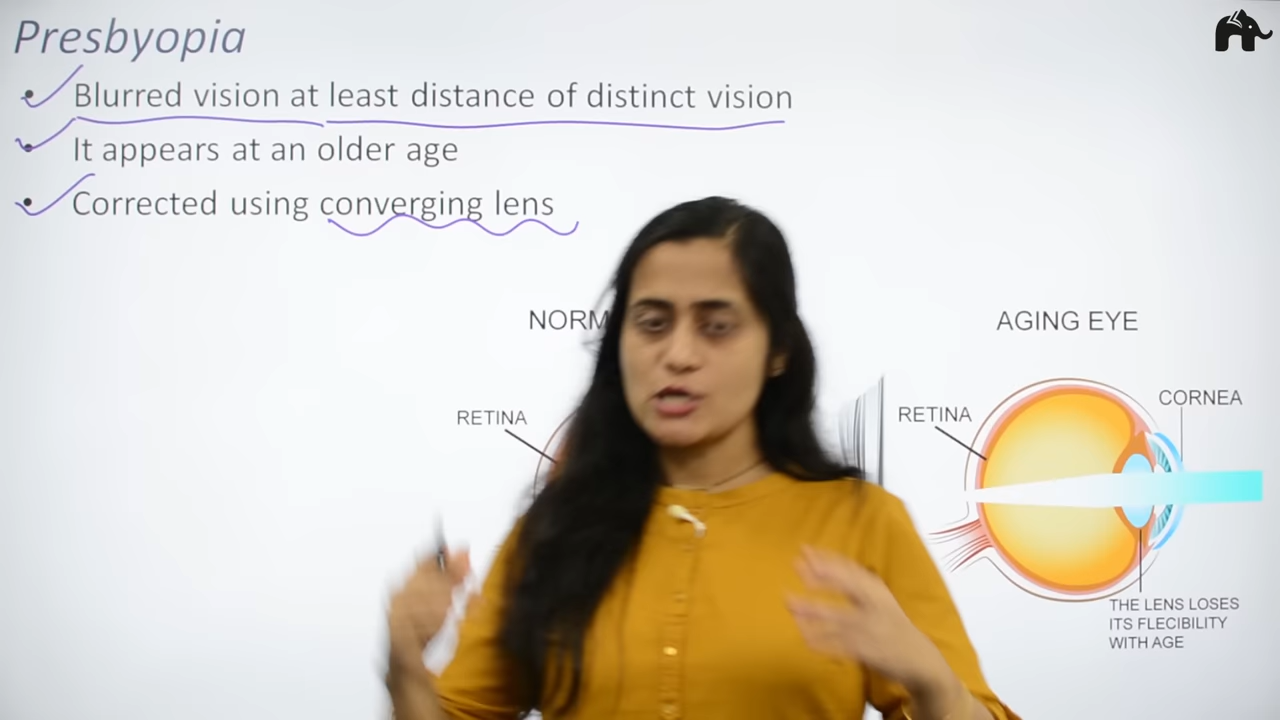 Presbyopia
• Blurred vision at least distance of distinct vision
• It appears at an older age
• Corrected using converging lens
AGING EYE
RETINA
RETINA
CORNEA
THE LENS LOSES
ITS FLECIBILITY
WITH AGE